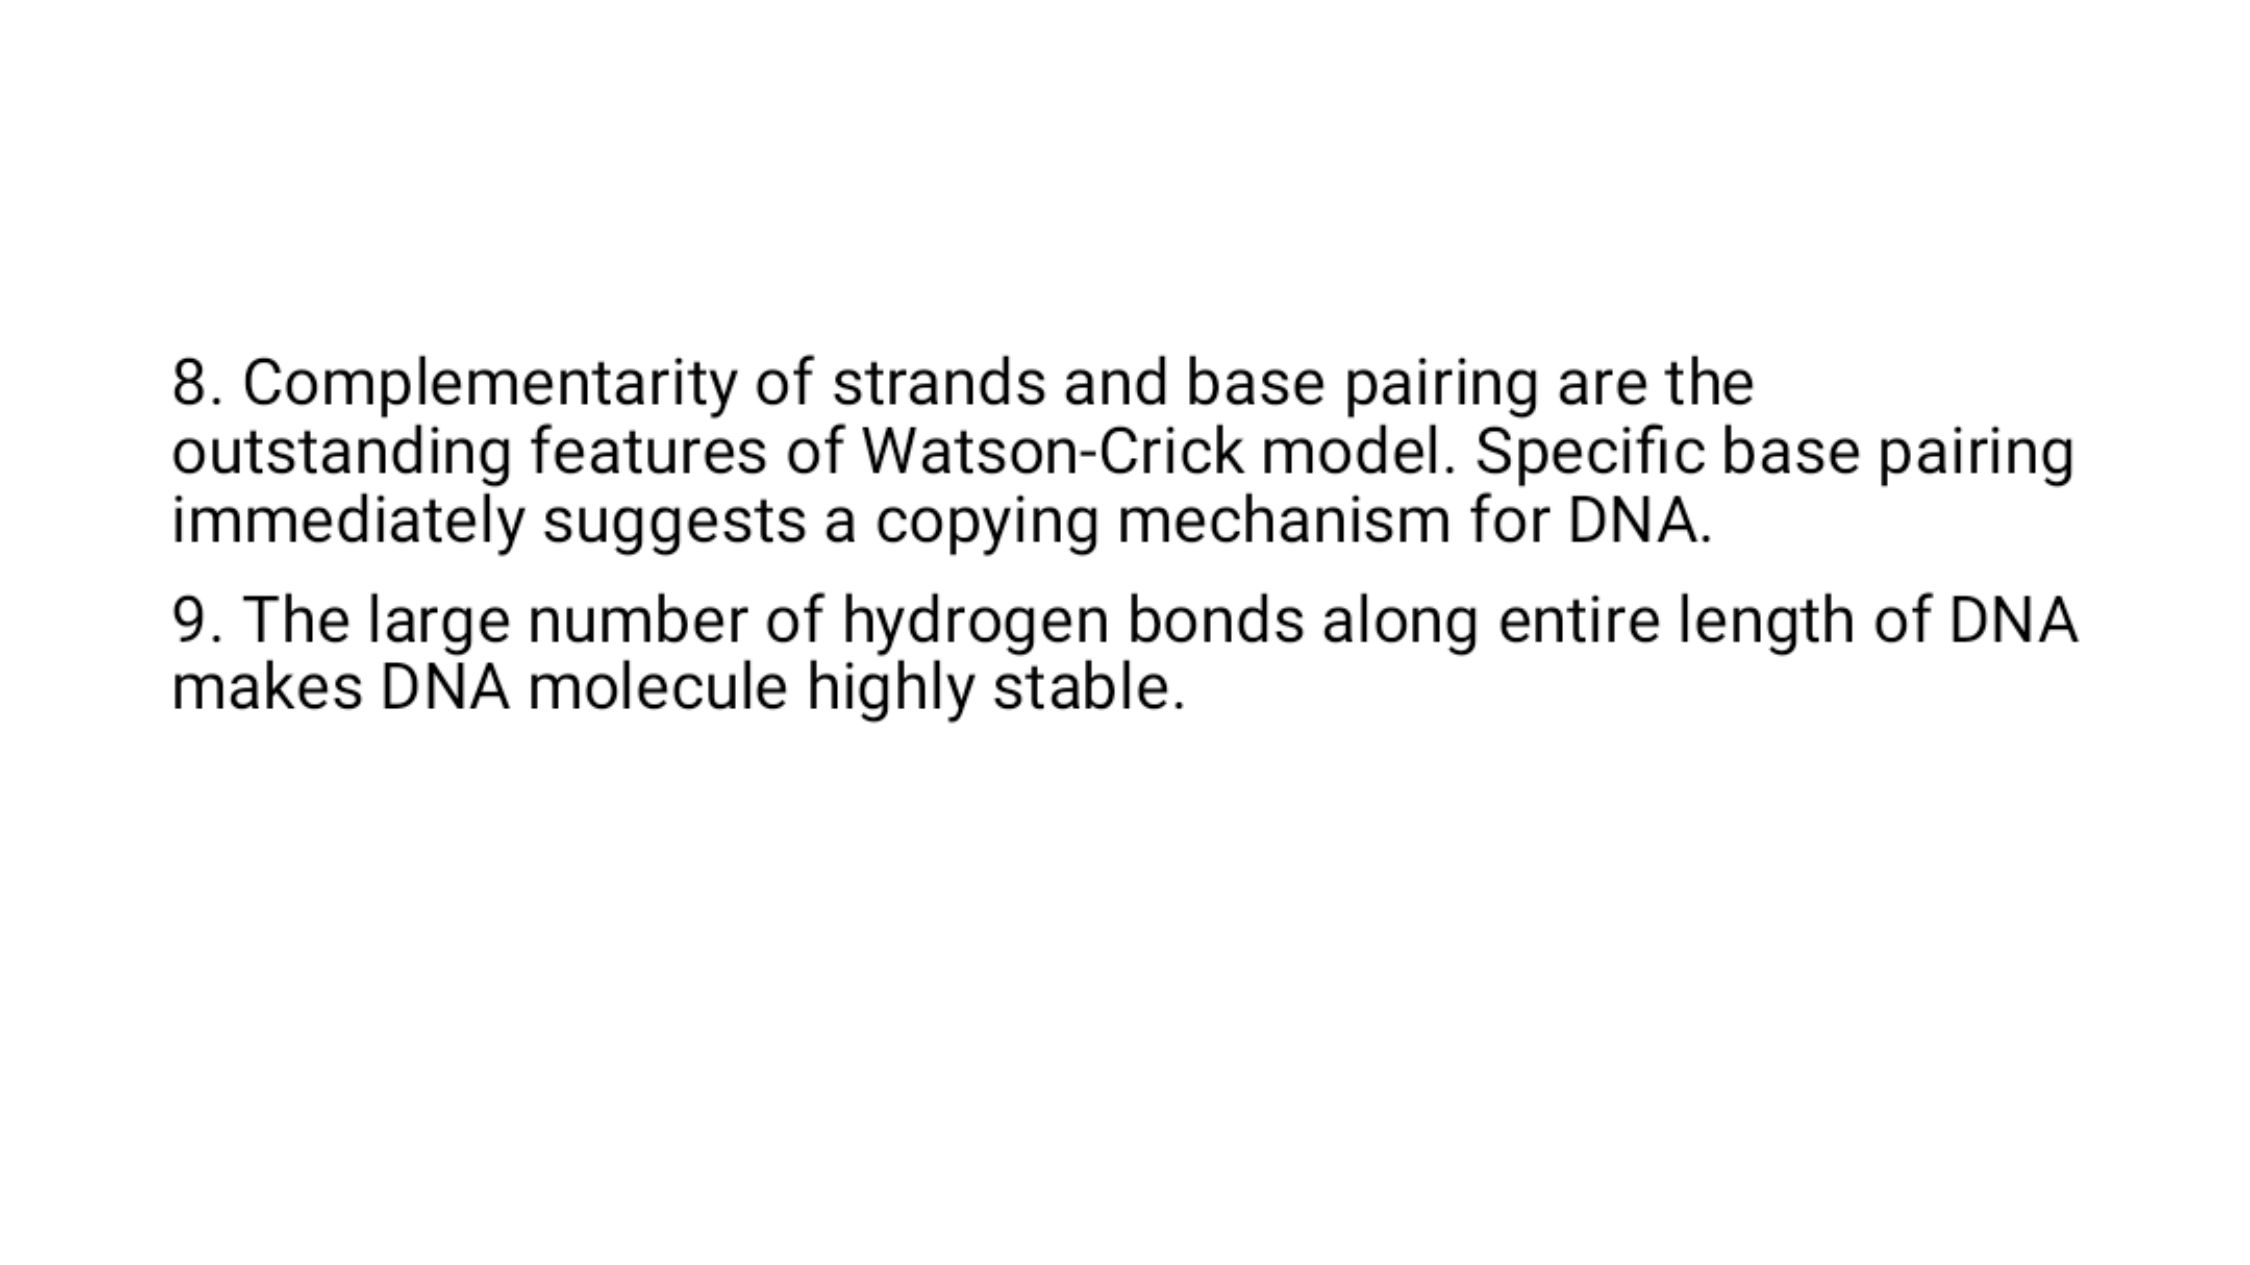 8. Complementarity of strands and base pairing are the
outstanding features of Watson-Crick model. Specific base pairing
immediately suggests a copying mechanism for DNA.
9. The large number of hydrogen bonds along entire length of DNA
makes DNA molecule highly stable.